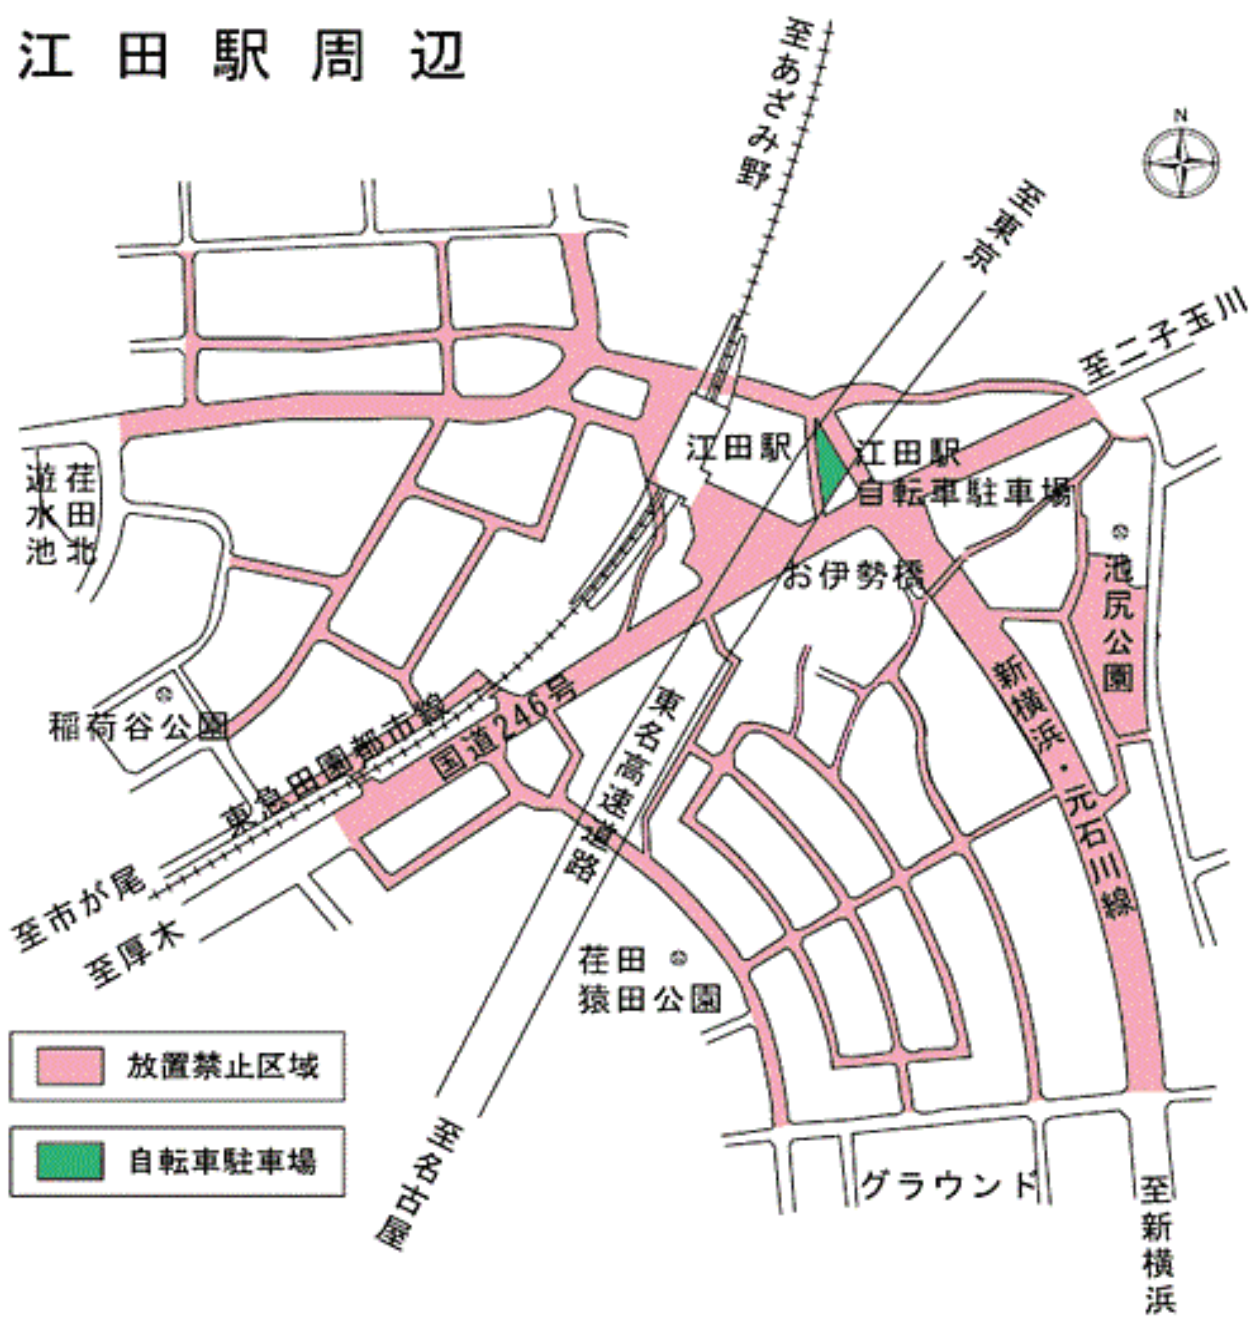 江田駅周辺
至あざみ野
N
至東京
至二子玉川
江田駅
江田駅
自転車駐車場
荏田北
遊水池
お伊勢橋
池尻公園
稲荷谷公園
東急田園都市線
国道246号
東名高速道路
新横浜・元石川線
至市が尾
至厚木
荏田
猿田公園
放置禁止区域
自転車駐車場
至名古屋
グラウンド
至新横浜